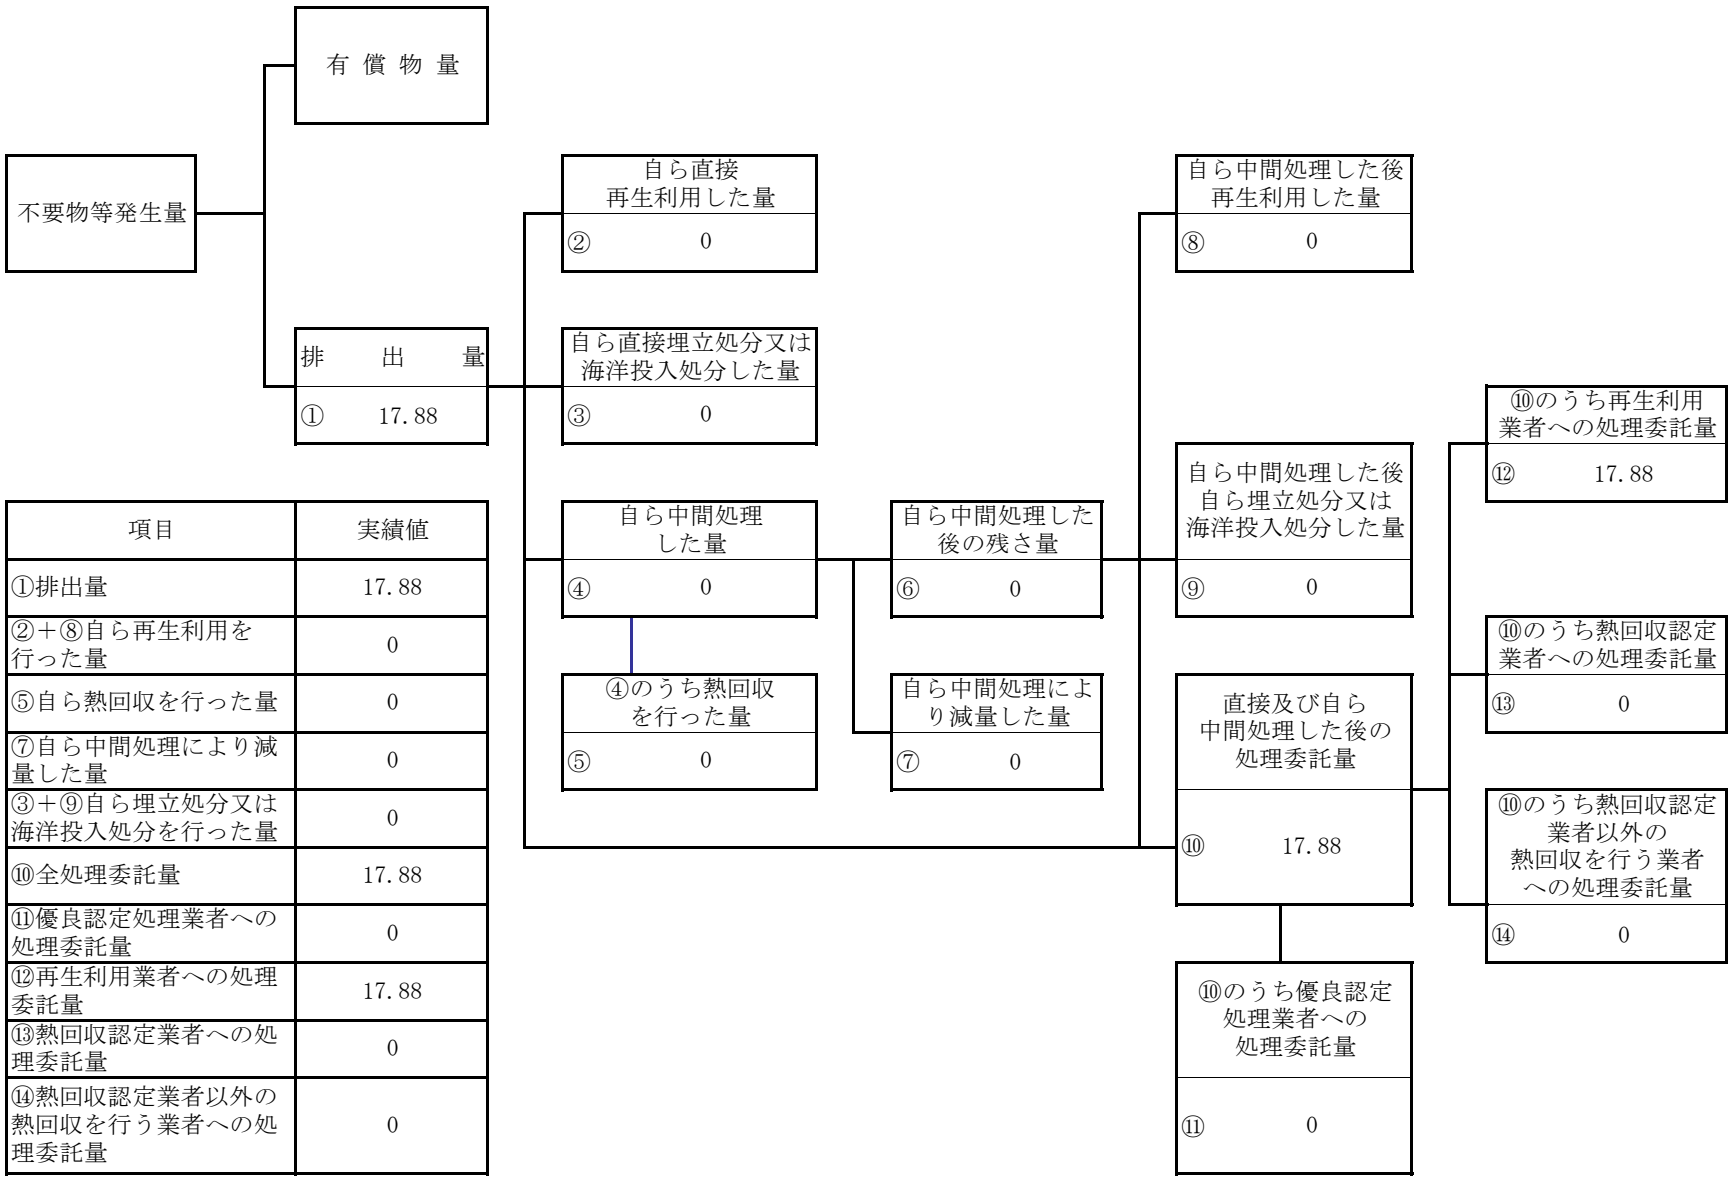 有償物量
不要物等発生量
自ら直接
再生利用した量
② 0
自ら中間処理した後
再生利用した量
⑧ 0
排出量
① 17.88
自ら直接埋立処分又は
海洋投入処分した量
③ 0
⑩のうち再生利用
業者への処理委託量
⑫ 17.88
自ら中間処理
した量
④ 0
自ら中間処理した
後の残さ量
⑥ 0
自ら中間処理した後
自ら埋立処分又は
海洋投入処分した量
⑨ 0
⑩のうち熱回収認定
業者への処理委託量
⑬ 0
④のうち熱回収
を行った量
⑤ 0
自ら中間処理によ
り減量した量
⑦ 0
直接及び自ら
中間処理した後の
処理委託量
⑩ 17.88
⑩のうち熱回収認定
業者以外の
熱回収を行う業者
への処理委託量
⑭ 0
⑩のうち優良認定
処理業者への
処理委託量
⑪ 0
項目 実績値
①排出量 17.88
②＋⑧自ら再生利用を
行った量 0
⑤自ら熱回収を行った量 0
⑦自ら中間処理により減
量した量 0
③＋⑨自ら埋立処分又は
海洋投入処分を行った量 0
⑩全処理委託量 17.88
⑪優良認定処理業者への
処理委託量 0
⑫再生利用業者への処理
委託量 17.88
⑬熱回収認定業者への処
理委託量 0
⑭熱回収認定業者以外の
熱回収を行う業者への処
理委託量 0